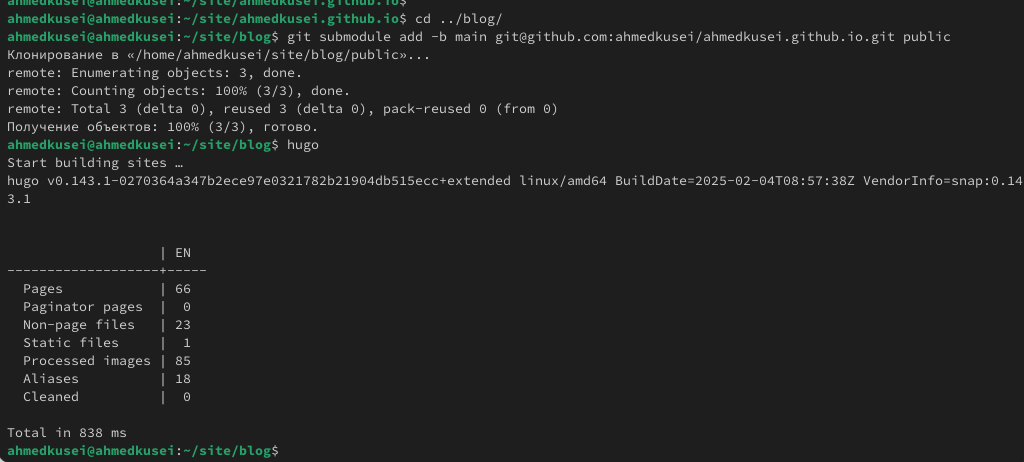 ahmedkusei@ahmedkusei:~/site/ahmedkusei.github.io$
ahmedkusei@ahmedkusei:~/site/ahmedkusei.github.io$ cd ../blog/
ahmedkusei@ahmedkusei:~/site/blog$ git submodule add -b main git@github.com:ahmedkusei/ahmedkusei.github.io.git public
Клонирование в «/home/ahmedkusei/site/blog/public»...
remote: Enumerating objects: 3, done.
remote: Counting objects: 100% (3/3), done.
remote: Total 3 (delta 0), reused 3 (delta 0), pack-reused 0 (from 0)
Получение объектов: 100% (3/3), готово.
ahmedkusei@ahmedkusei:~/site/blog$ hugo
Start building sites …
hugo v0.143.1-0270364a347b2ece97e0321782b21904db515ecc+extended linux/amd64 BuildDate=2025-02-04T08:57:38Z VendorInfo=snap:0.14
3.1
                   | EN
-------------------+-----
  Pages            | 66
  Paginator pages  |  0
  Non-page files   | 23
  Static files     |  1
  Processed images | 85
  Aliases          | 18
  Cleaned          |  0
Total in 838 ms
ahmedkusei@ahmedkusei:~/site/blog$